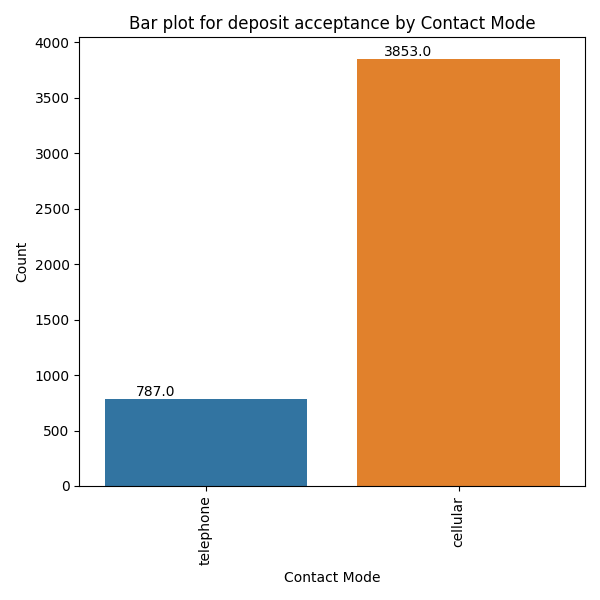 Bar plot for deposit acceptance by Contact Mode
4000
3500
3000
2500
2000
1500
1000
500
0
Count
3853.0
787.0
telephone
cellular
Contact Mode